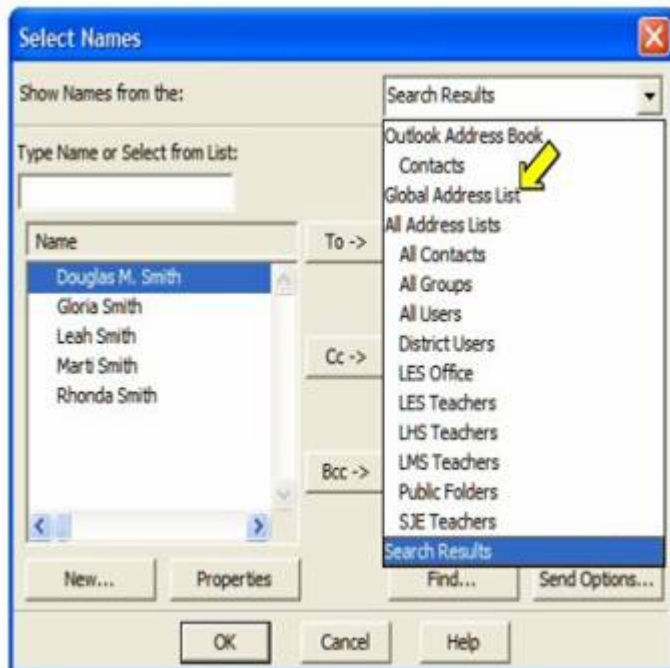 Select Names
Show Names from the:
Search Results
Type Name or Select from List:
Outlook Address Book
Contacts
Global Address List
All Address Lists
All Contacts
All Groups
All Users
District Users
LES Office
LES Teachers
LHS Teachers
LMS Teachers
Public Folders
SJE Teachers
Search Results
Name
Douglas M. Smith
Gloria Smith
Leah Smith
Marti Smith
Rhonda Smith
To ->
Cc ->
Bcc ->
New...
Properties
Find...
Send Options...
OK
Cancel
Help